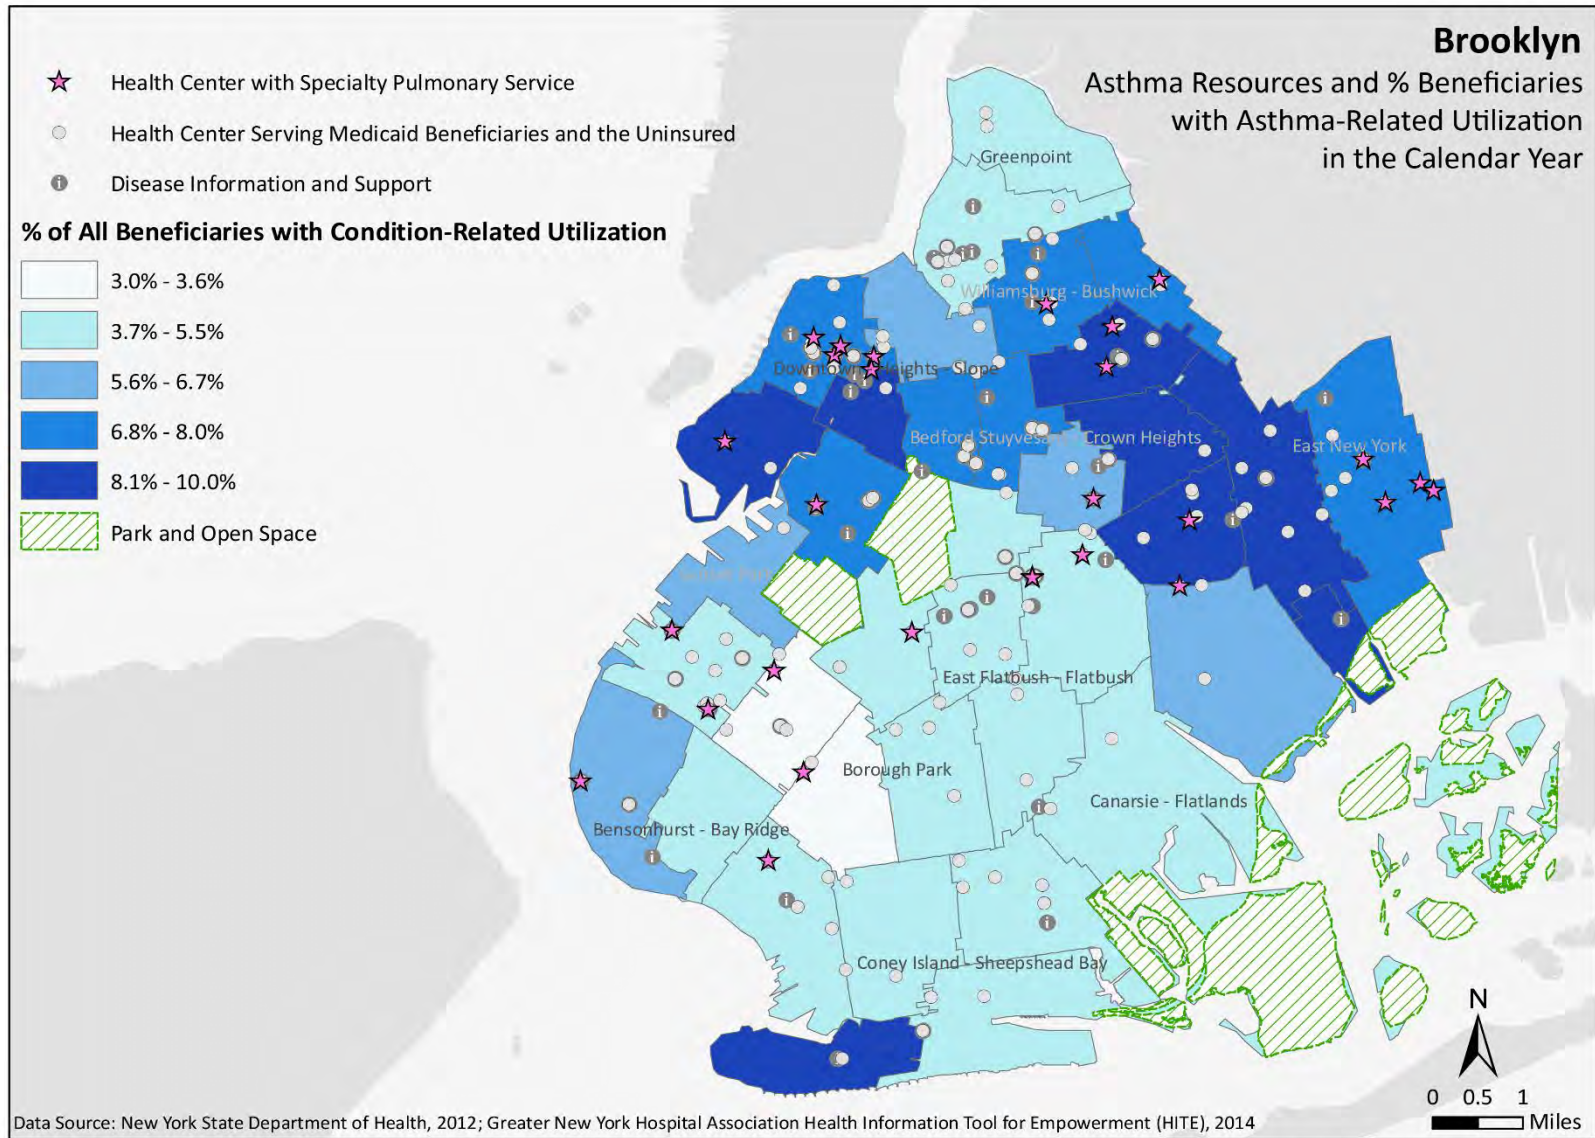 Brooklyn
Asthma Resources and % Beneficiaries
with Asthma-Related Utilization
in the Calendar Year
Health Center with Specialty Pulmonary Service
Health Center Serving Medicaid Beneficiaries and the Uninsured
Disease Information and Support
% of All Beneficiaries with Condition-Related Utilization
3.0% - 3.6%
3.7% - 5.5%
5.6% - 6.7%
6.8% - 8.0%
8.1% - 10.0%
Park and Open Space
Greenpoint
Williamsburg - Bushwick
Downtown - Heights - Slope
Bedford Stuyvesant - Crown Heights
East New York
Sunset Park
East Flatbush - Flatbush
Borough Park
Canarsie - Flatlands
Bensonhurst - Bay Ridge
Coney Island - Sheepshead Bay
N
0 0.5 1
Miles
Data Source: New York State Department of Health, 2012; Greater New York Hospital Association Health Information Tool for Empowerment (HITE), 2014